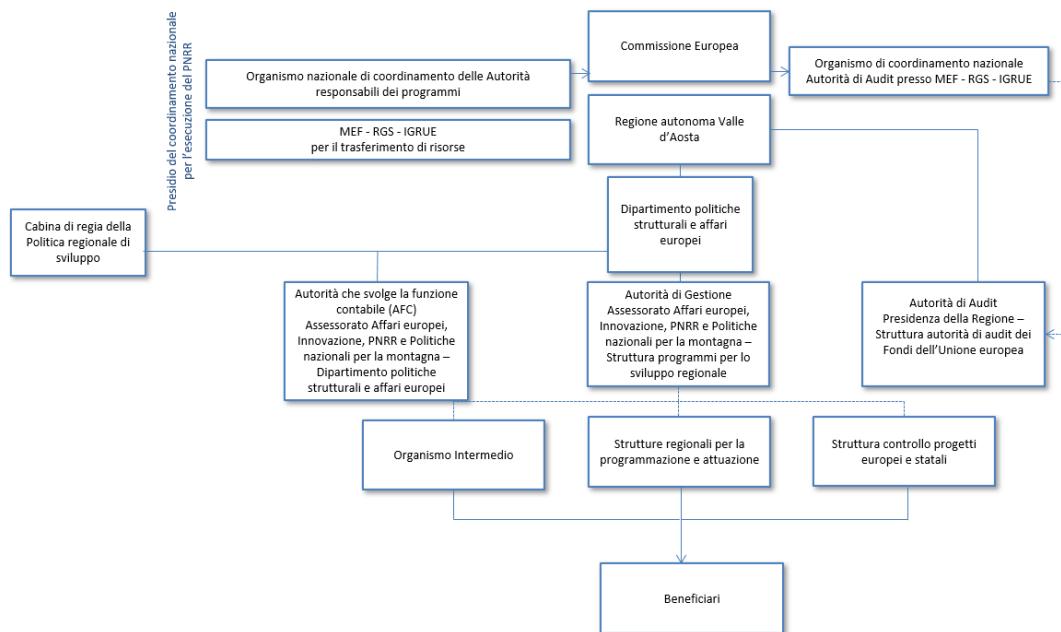 Presidio del coordinamento nazionale
per l'esecuzione del PNRR
Commissione Europea
Organismo nazionale di coordinamento delle Autorità
responsabili dei programmi
Organismo di coordinamento nazionale
Autorità di Audit presso MEF - RGS - IGRUE
MEF - RGS - IGRUE
per il trasferimento di risorse
Regione autonoma Valle
d'Aosta
Cabina di regia della
Politica regionale di
sviluppo
Dipartimento politiche
strutturali e affari
europei
Autorità che svolge la funzione
contabile (AFC)
Assessorato Affari europei,
Innovazione, PNRR e Politiche
nazionali per la montagna –
Dipartimento politiche
strutturali e affari europei
Autorità di Gestione
Assessorato Affari europei,
Innovazione, PNRR e Politiche
nazionali per la montagna –
Struttura programmi per lo
sviluppo regionale
Autorità di Audit
Presidenza della Regione –
Struttura autorità di audit dei
Fondi dell'Unione europea
Organismo Intermedio
Strutture regionali per la
programmazione e attuazione
Struttura controllo progetti
europei e statali
Beneficiari